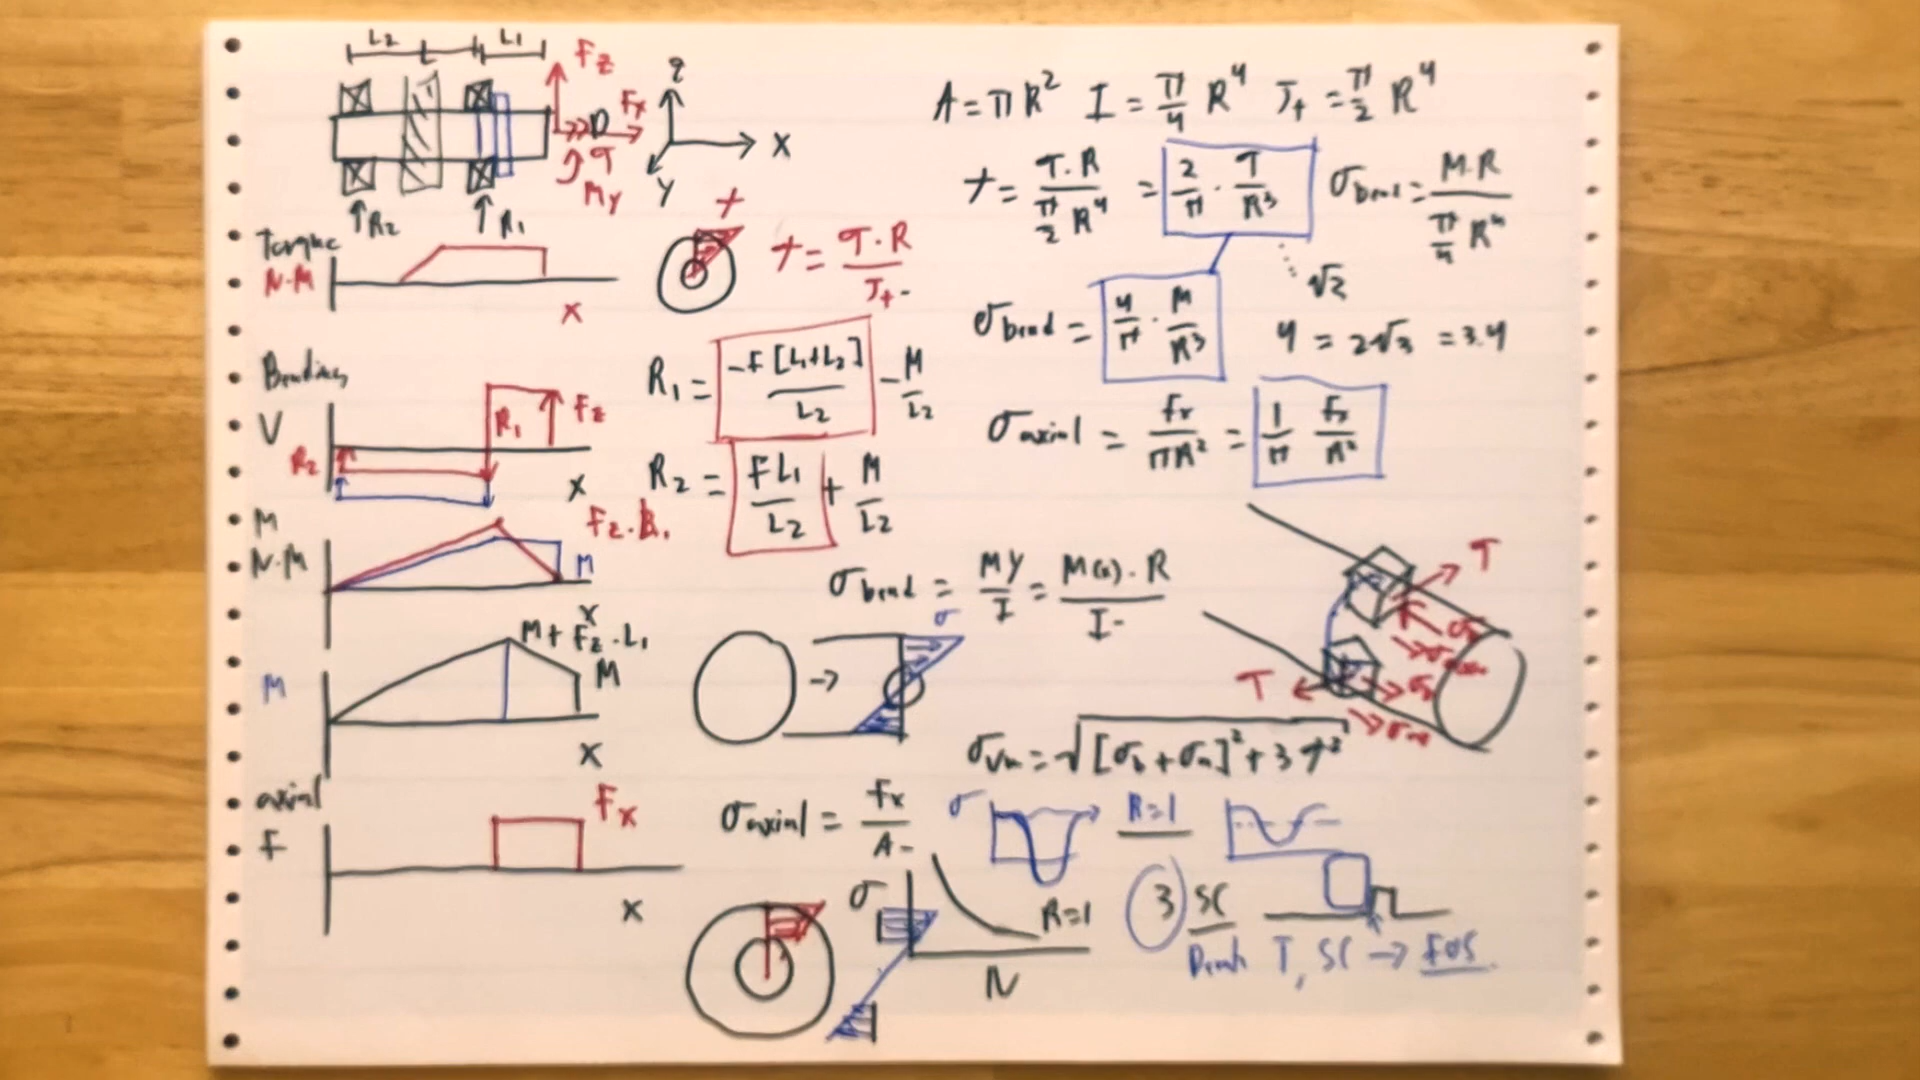 L2 L1
Fz
Fx
T
My
z
x
y
R2 R1
Torque
N·M
x
τ
τ = T·R / Jt
Bending
V
R2
R1
Fz
x
R1 = -F[L1+L2] / L2 - M/L2
R2 = FL1/L2 + M/L2
M
N·M
Fz·L1
M
x
M + Fz·L1
M
M
x
axial
F
Fx
x
A = πR² I = π/4 R⁴ Jt = π/2 R⁴
τ = T·R / π/2 R⁴ = 2/π · T/R³
σbend = M·R / π/4 R⁴
√2
σbend = 4/π · M/R³
4 = 2√3 = 3.4
σaxial = Fx/πR² = 1/π Fx/R²
σbend = My/I = M(x)·R / I
σ
T
T
σvm = √[σb + σa]² + 3τ²
σaxial = Fx/A
σ R=1
σ
R=1
N
3 SC
T, SC → FOS